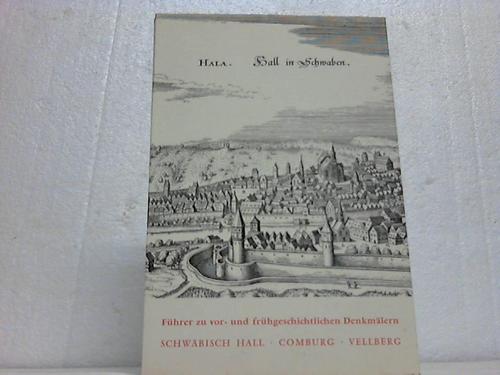 HALA. Hall in Schwaben.
Führer zu vor- und frühgeschichtlichen Denkmälern
SCHWÄBISCH HALL · COMBURG · VELLBERG